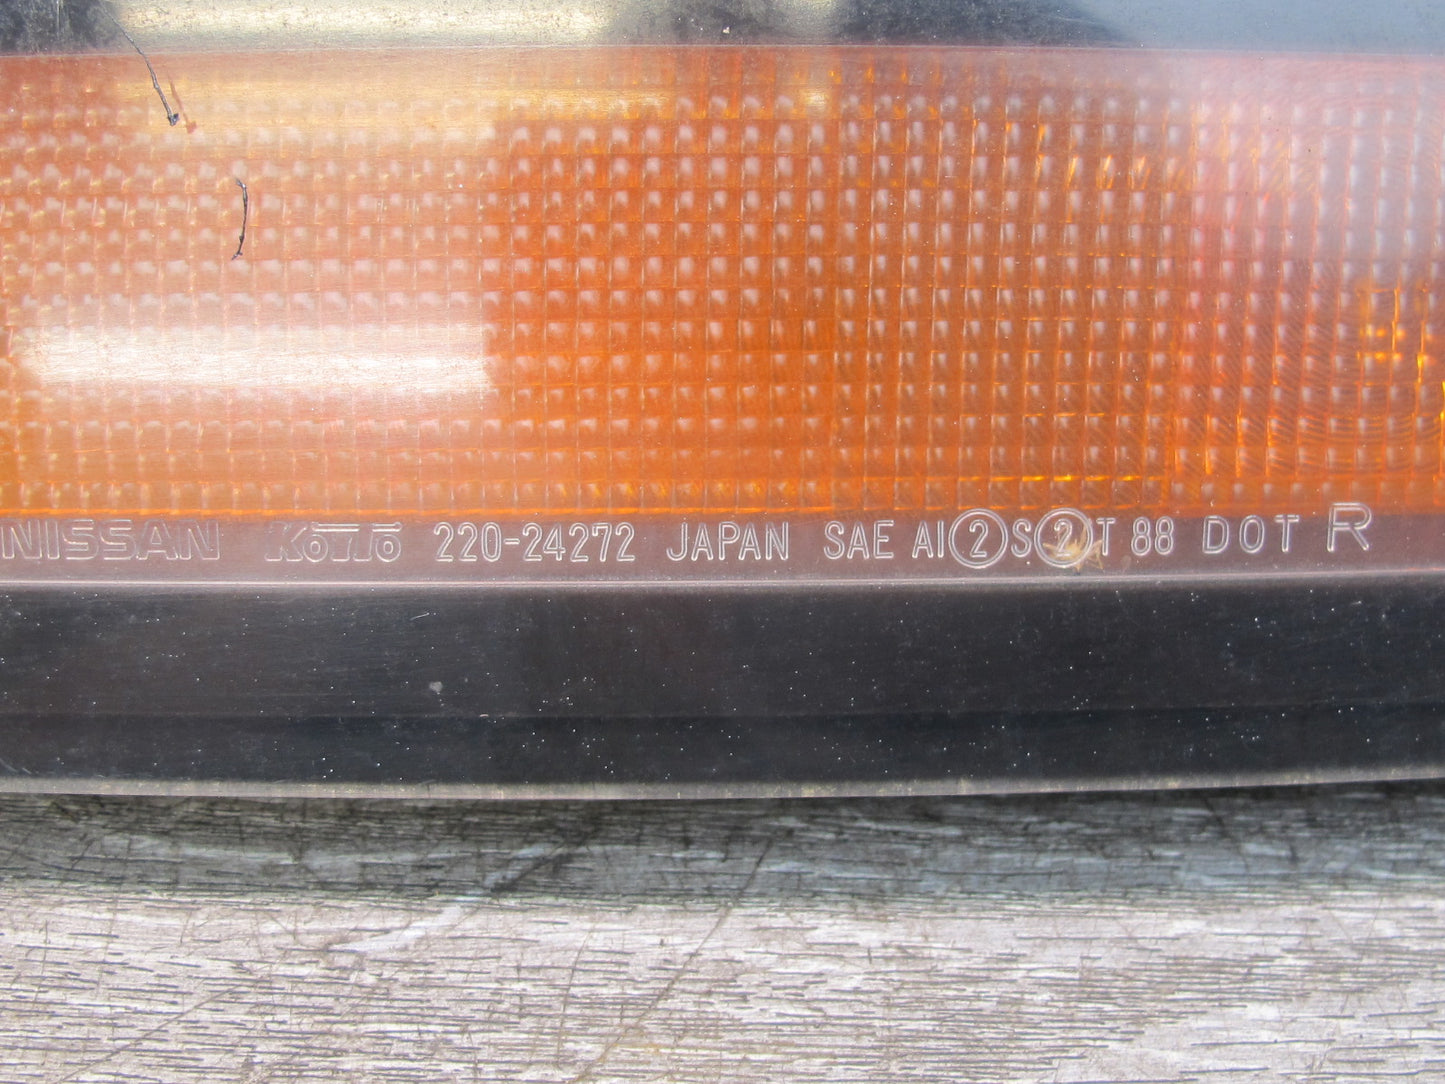 NISSAN KOITO 220-24272 JAPAN SAE AI②S②T 88 DOT R